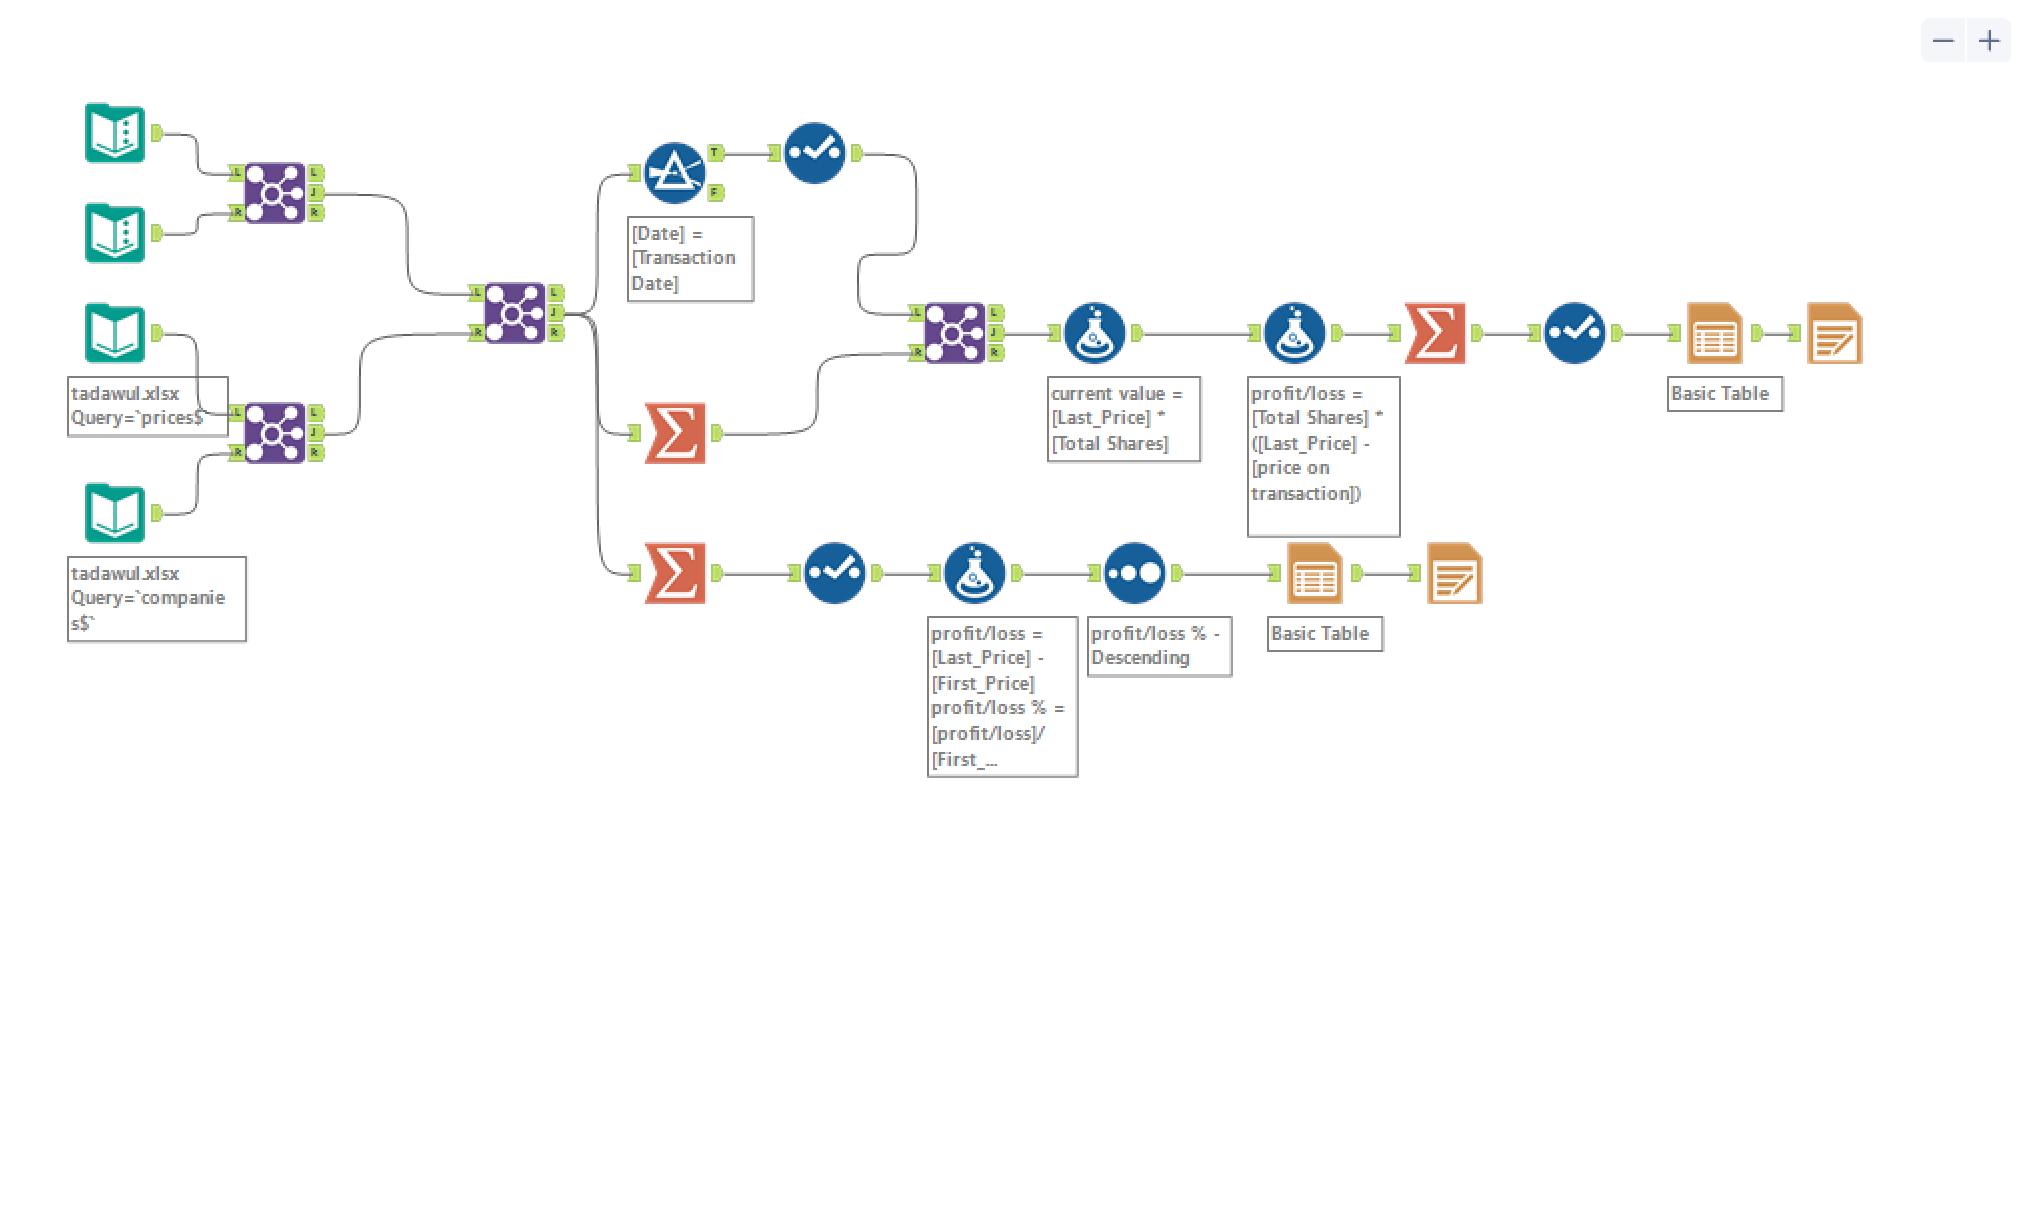 L
R
L
J
R
tadawul.xlsx
Query=`prices$`
L
R
L
J
R
tadawul.xlsx
Query=`companie
s$`
L
R
L
J
R
T
F
[Date] =
[Transaction
Date]
L
R
L
J
R
current value =
[Last_Price] *
[Total Shares]
profit/loss =
[Total Shares] *
([Last_Price] -
[price on
transaction])
Basic Table
profit/loss =
[Last_Price] -
[First_Price]
profit/loss % =
[profit/loss]/
[First_...
profit/loss % -
Descending
Basic Table